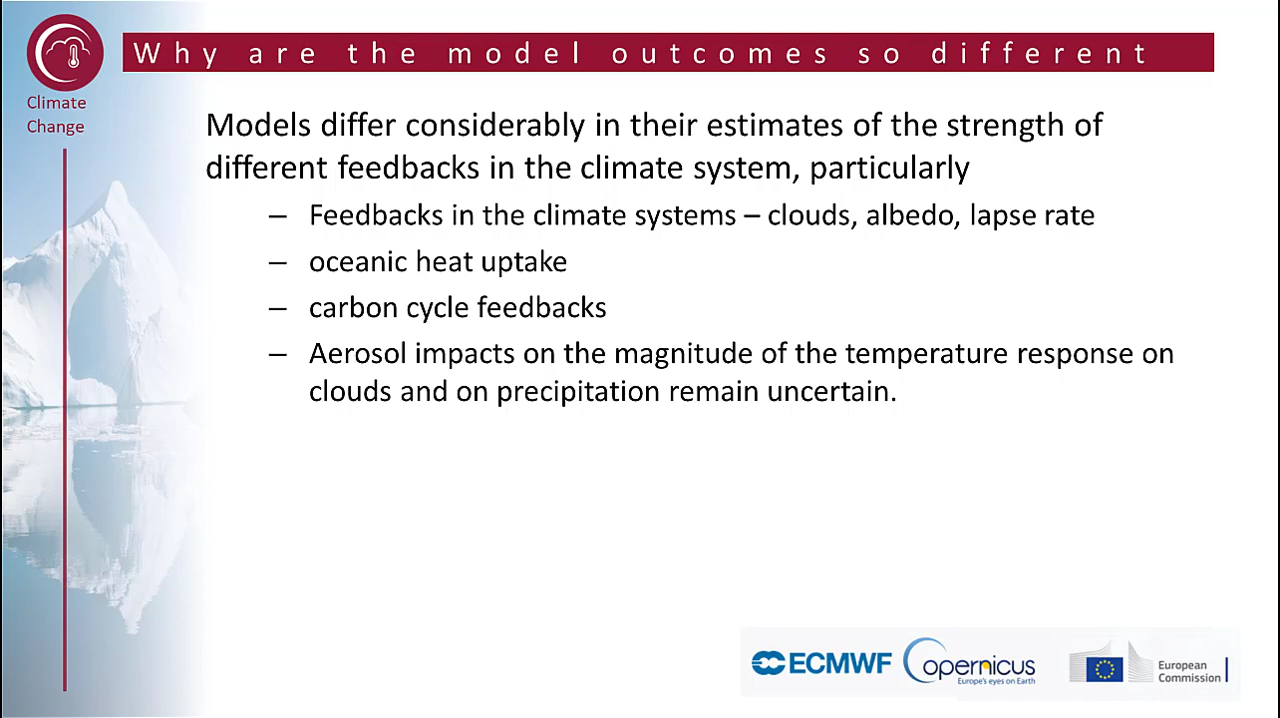 Why are the model outcomes so different
Climate
Change
Models differ considerably in their estimates of the strength of
different feedbacks in the climate system, particularly
– Feedbacks in the climate systems – clouds, albedo, lapse rate
– oceanic heat uptake
– carbon cycle feedbacks
– Aerosol impacts on the magnitude of the temperature response on
clouds and on precipitation remain uncertain.
ECMWF
Copernicus
Europe's eyes on Earth
European
Commission